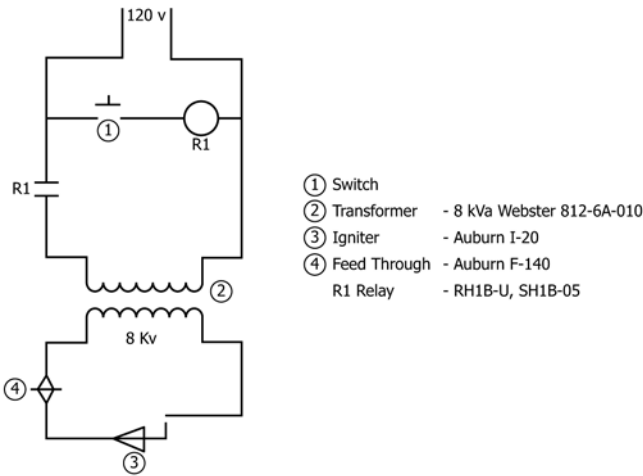 120 v
1
R1
R1
2
8 Kv
4
3
1 Switch
2 Transformer - 8 kVa Webster 812-6A-010
3 Igniter - Auburn I-20
4 Feed Through - Auburn F-140
R1 Relay - RH1B-U, SH1B-05